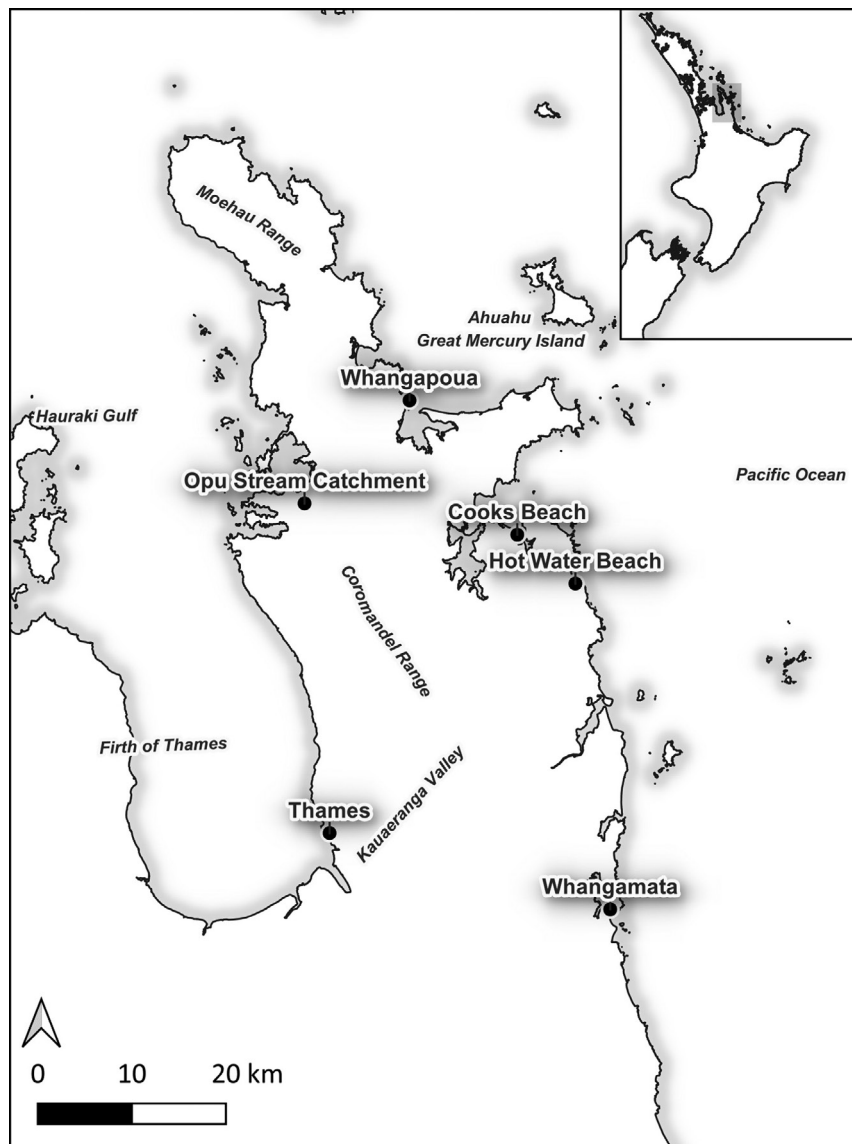 Moehau Range
Ahuahu
Great Mercury Island
Whangapoua
Hauraki Gulf
Pacific Ocean
Opu Stream Catchment
Cooks Beach
Hot Water Beach
Coromandel Range
Firth of Thames
Kauaeranga Valley
Thames
Whangamata
0 10 20 km